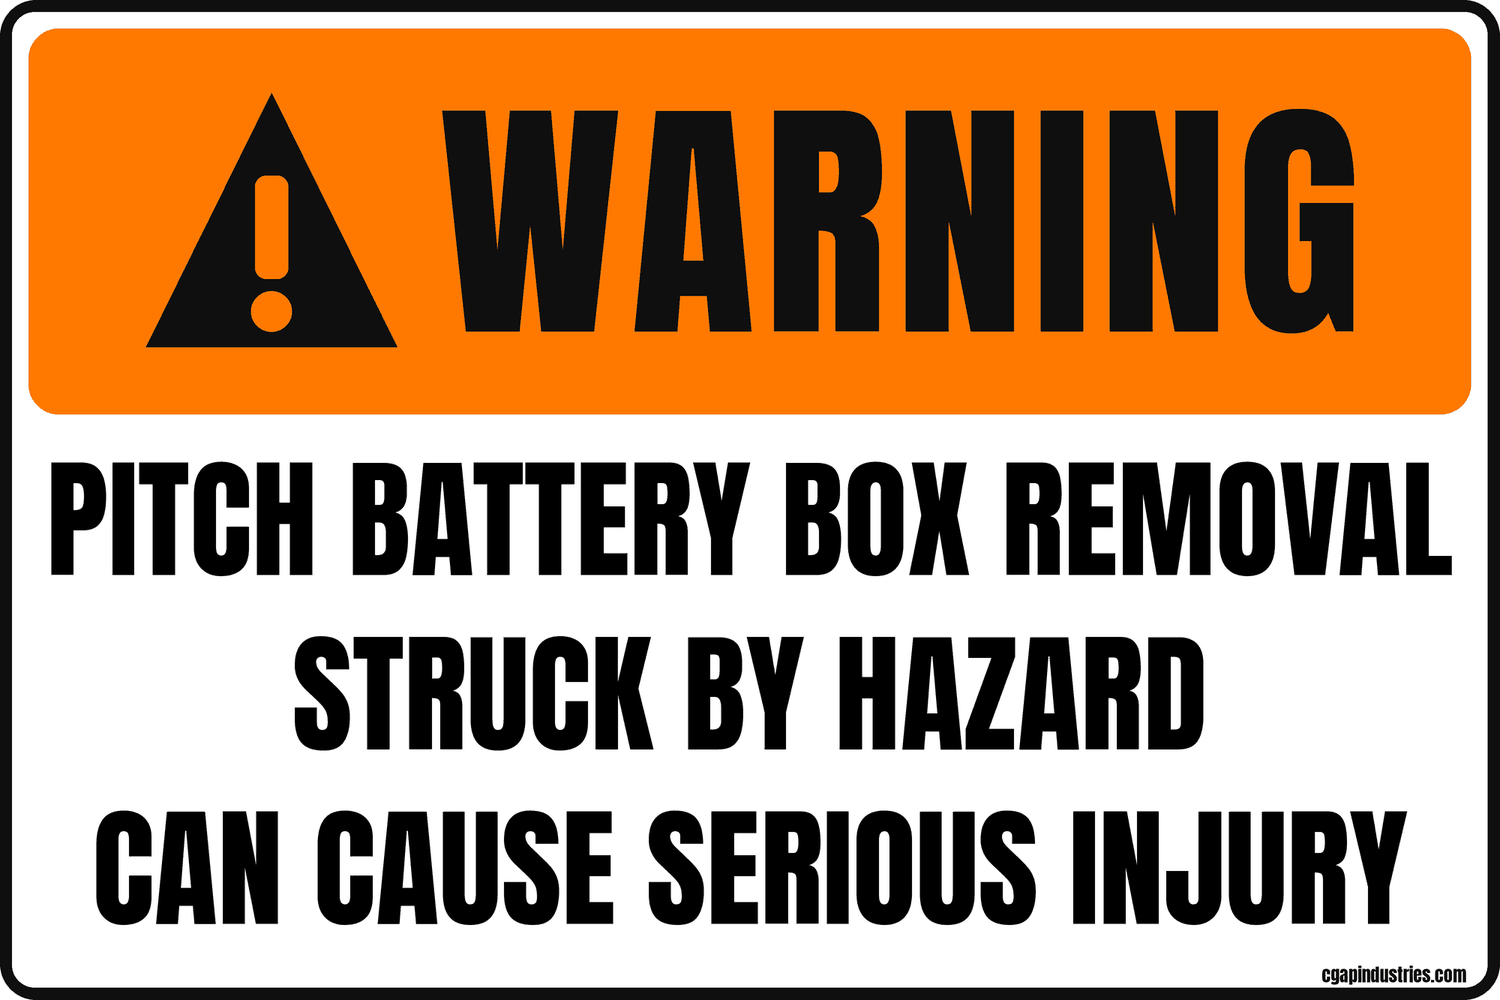 WARNING
PITCH BATTERY BOX REMOVAL
STRUCK BY HAZARD
CAN CAUSE SERIOUS INJURY
cgapindustries.com